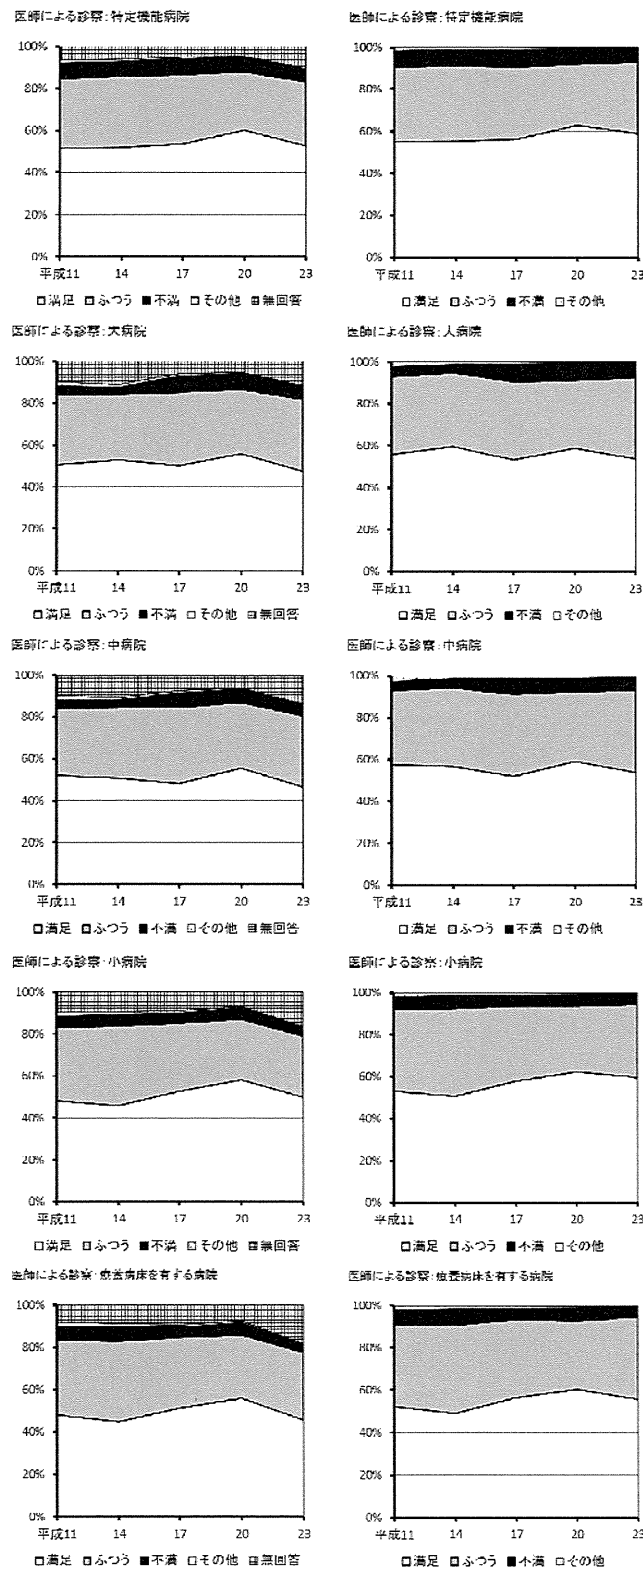 医師による診察:特定機能病院
100%
80%
60%
40%
20%
0%
平成11 14 17 20 23
□満足 □ふつう ■不満 □その他 ⊞無回答
医師による診察:特定機能病院
100%
80%
60%
40%
20%
0%
平成11 14 17 20 23
□満足 □ふつう ■不満 □その他
医師による診察:大病院
100%
80%
60%
40%
20%
0%
平成11 14 17 20 23
□満足 □ふつう ■不満 □その他 ⊞無回答
医師による診察:大病院
100%
80%
60%
40%
20%
0%
平成11 14 17 20 23
□満足 □ふつう ■不満 □その他
医師による診察:中病院
100%
80%
60%
40%
20%
0%
平成11 14 17 20 23
□満足 □ふつう ■不満 □その他 ⊞無回答
医師による診察:中病院
100%
80%
60%
40%
20%
0%
平成11 14 17 20 23
□満足 □ふつう ■不満 □その他
医師による診察:小病院
100%
80%
60%
40%
20%
0%
平成11 14 17 20 23
□満足 □ふつう ■不満 □その他 ⊞無回答
医師による診察:小病院
100%
80%
60%
40%
20%
0%
平成11 14 17 20 23
□満足 □ふつう ■不満 □その他
医師による診察:療養病床を有する病院
100%
80%
60%
40%
20%
0%
平成11 14 17 20 23
□満足 □ふつう ■不満 □その他 ⊞無回答
医師による診察:療養病床を有する病院
100%
80%
60%
40%
20%
0%
平成11 14 17 20 23
□満足 □ふつう ■不満 □その他